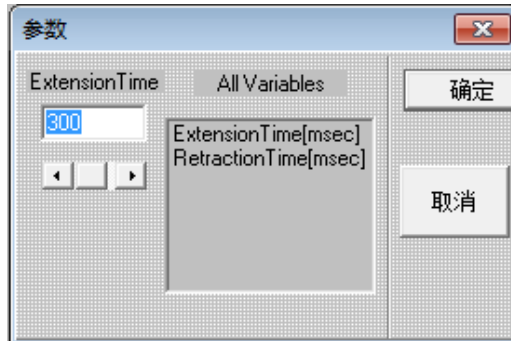 参数
ExtensionTime
All Variables
确定
300
ExtensionTime[msec]
RetractionTime[msec]
取消